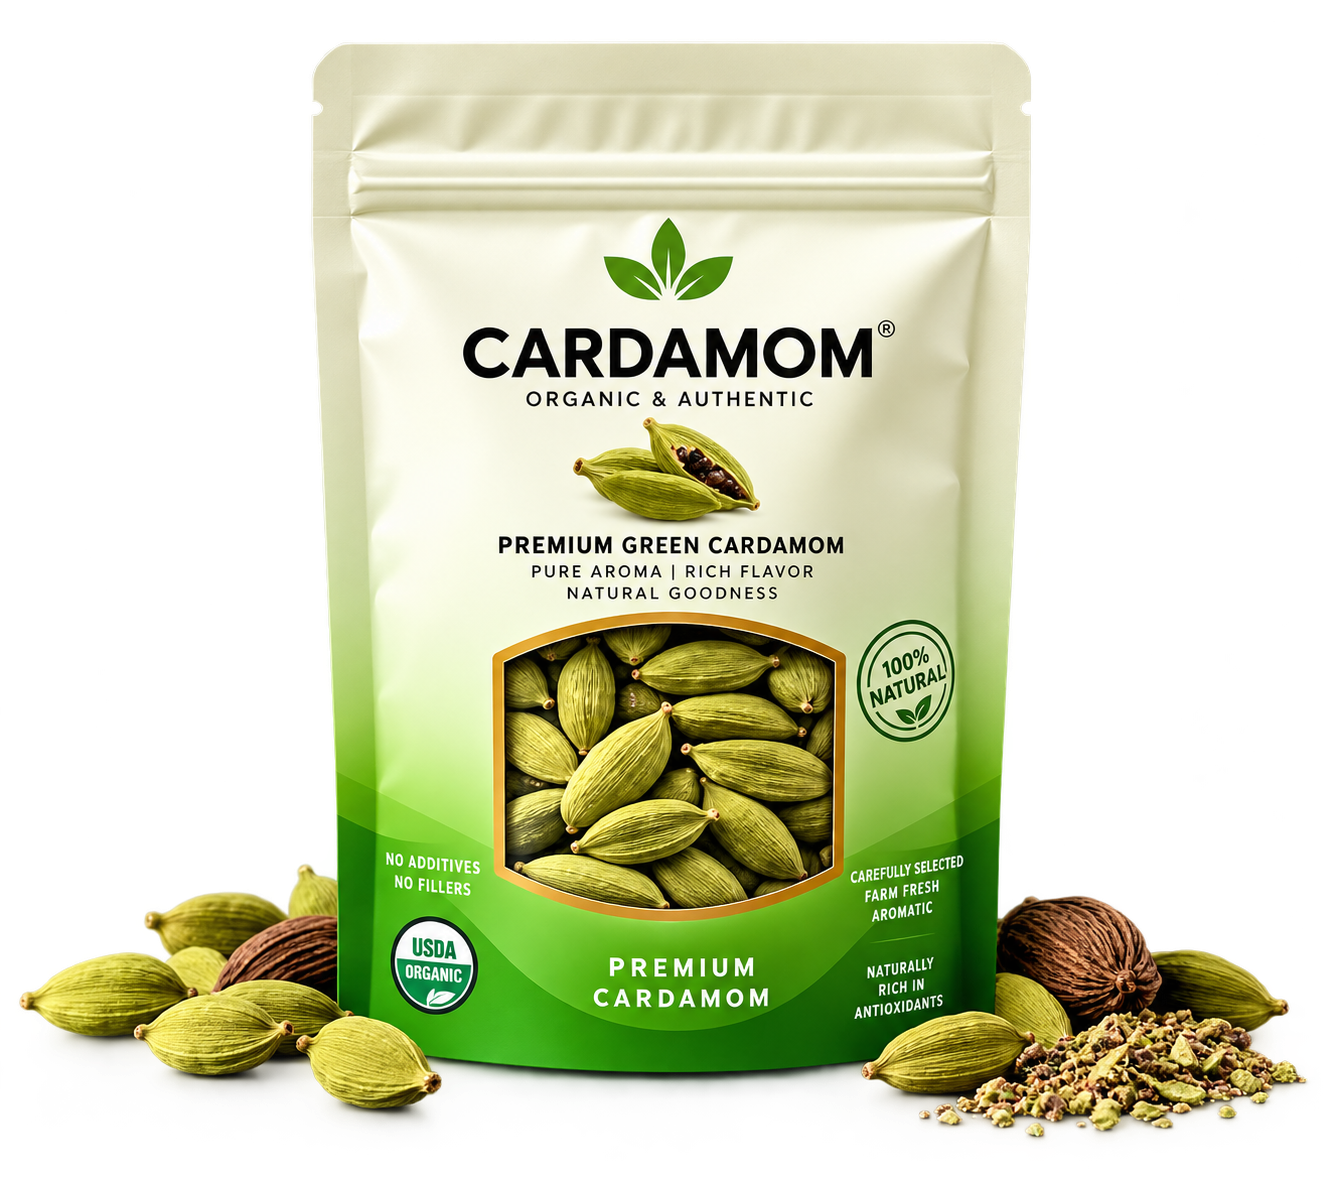 CARDAMOM®
ORGANIC & AUTHENTIC
PREMIUM GREEN CARDAMOM
PURE AROMA | RICH FLAVOR
NATURAL GOODNESS
100%
NATURAL
NO ADDITIVES
NO FILLERS
USDA
ORGANIC
CAREFULLY SELECTED
FARM FRESH
AROMATIC
NATURALLY
RICH IN
ANTIOXIDANTS
PREMIUM
CARDAMOM